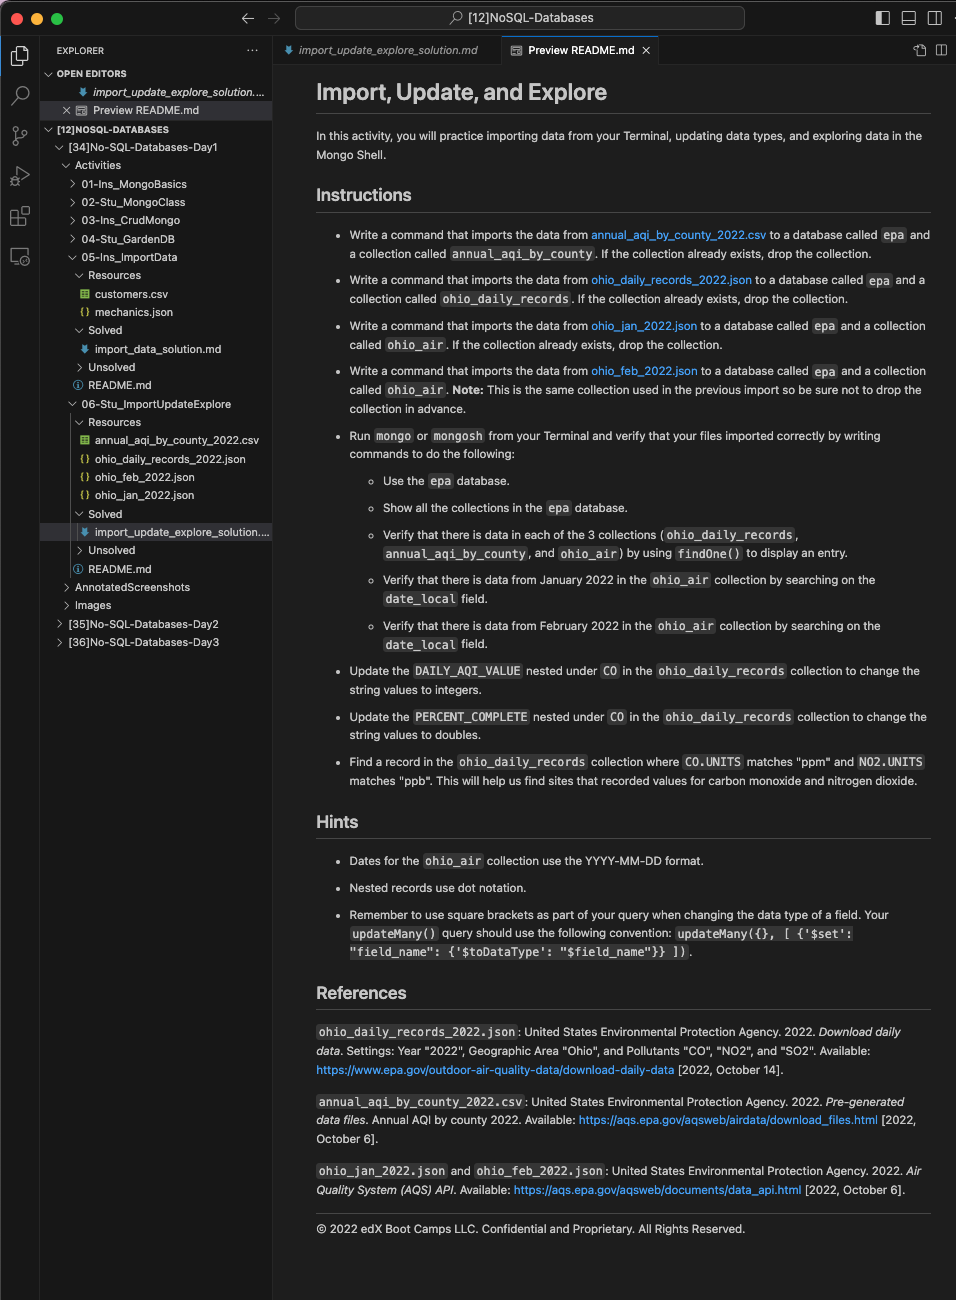 [12]NoSQL-Databases
EXPLORER
OPEN EDITORS
import_update_explore_solution....
Preview README.md
[12]NOSQL-DATABASES
[34]No-SQL-Databases-Day1
Activities
01-Ins_MongoBasics
02-Stu_MongoClass
03-Ins_CrudMongo
04-Stu_GardenDB
05-Ins_ImportData
Resources
customers.csv
mechanics.json
Solved
import_data_solution.md
Unsolved
README.md
06-Stu_ImportUpdateExplore
Resources
annual_aqi_by_county_2022.csv
ohio_daily_records_2022.json
ohio_feb_2022.json
ohio_jan_2022.json
Solved
import_update_explore_solution....
Unsolved
README.md
AnnotatedScreenshots
Images
[35]No-SQL-Databases-Day2
[36]No-SQL-Databases-Day3
import_update_explore_solution.md
Preview README.md
Import, Update, and Explore
In this activity, you will practice importing data from your Terminal, updating data types, and exploring data in the
Mongo Shell.
Instructions
• Write a command that imports the data from annual_aqi_by_county_2022.csv to a database called epa and
a collection called annual_aqi_by_county. If the collection already exists, drop the collection.
• Write a command that imports the data from ohio_daily_records_2022.json to a database called epa and a
collection called ohio_daily_records. If the collection already exists, drop the collection.
• Write a command that imports the data from ohio_jan_2022.json to a database called epa and a collection
called ohio_air. If the collection already exists, drop the collection.
• Write a command that imports the data from ohio_feb_2022.json to a database called epa and a collection
called ohio_air. Note: This is the same collection used in the previous import so be sure not to drop the
collection in advance.
• Run mongo or mongosh from your Terminal and verify that your files imported correctly by writing
commands to do the following:
◦ Use the epa database.
◦ Show all the collections in the epa database.
◦ Verify that there is data in each of the 3 collections (ohio_daily_records,
annual_aqi_by_county, and ohio_air) by using findOne() to display an entry.
◦ Verify that there is data from January 2022 in the ohio_air collection by searching on the
date_local field.
◦ Verify that there is data from February 2022 in the ohio_air collection by searching on the
date_local field.
• Update the DAILY_AQI_VALUE nested under CO in the ohio_daily_records collection to change the
string values to integers.
• Update the PERCENT_COMPLETE nested under CO in the ohio_daily_records collection to change the
string values to doubles.
• Find a record in the ohio_daily_records collection where CO.UNITS matches "ppm" and NO2.UNITS
matches "ppb". This will help us find sites that recorded values for carbon monoxide and nitrogen dioxide.
Hints
• Dates for the ohio_air collection use the YYYY-MM-DD format.
• Nested records use dot notation.
• Remember to use square brackets as part of your query when changing the data type of a field. Your
updateMany() query should use the following convention: updateMany({}, [ {'$set':
"field_name": {'$toDataType': "$field_name"}} ]).
References
ohio_daily_records_2022.json: United States Environmental Protection Agency. 2022. Download daily
data. Settings: Year "2022", Geographic Area "Ohio", and Pollutants "CO", "NO2", and "SO2". Available:
https://www.epa.gov/outdoor-air-quality-data/download-daily-data [2022, October 14].
annual_aqi_by_county_2022.csv: United States Environmental Protection Agency. 2022. Pre-generated
data files. Annual AQI by county 2022. Available: https://aqs.epa.gov/aqsweb/airdata/download_files.html [2022,
October 6].
ohio_jan_2022.json and ohio_feb_2022.json: United States Environmental Protection Agency. 2022. Air
Quality System (AQS) API. Available: https://aqs.epa.gov/aqsweb/documents/data_api.html [2022, October 6].
© 2022 edX Boot Camps LLC. Confidential and Proprietary. All Rights Reserved.